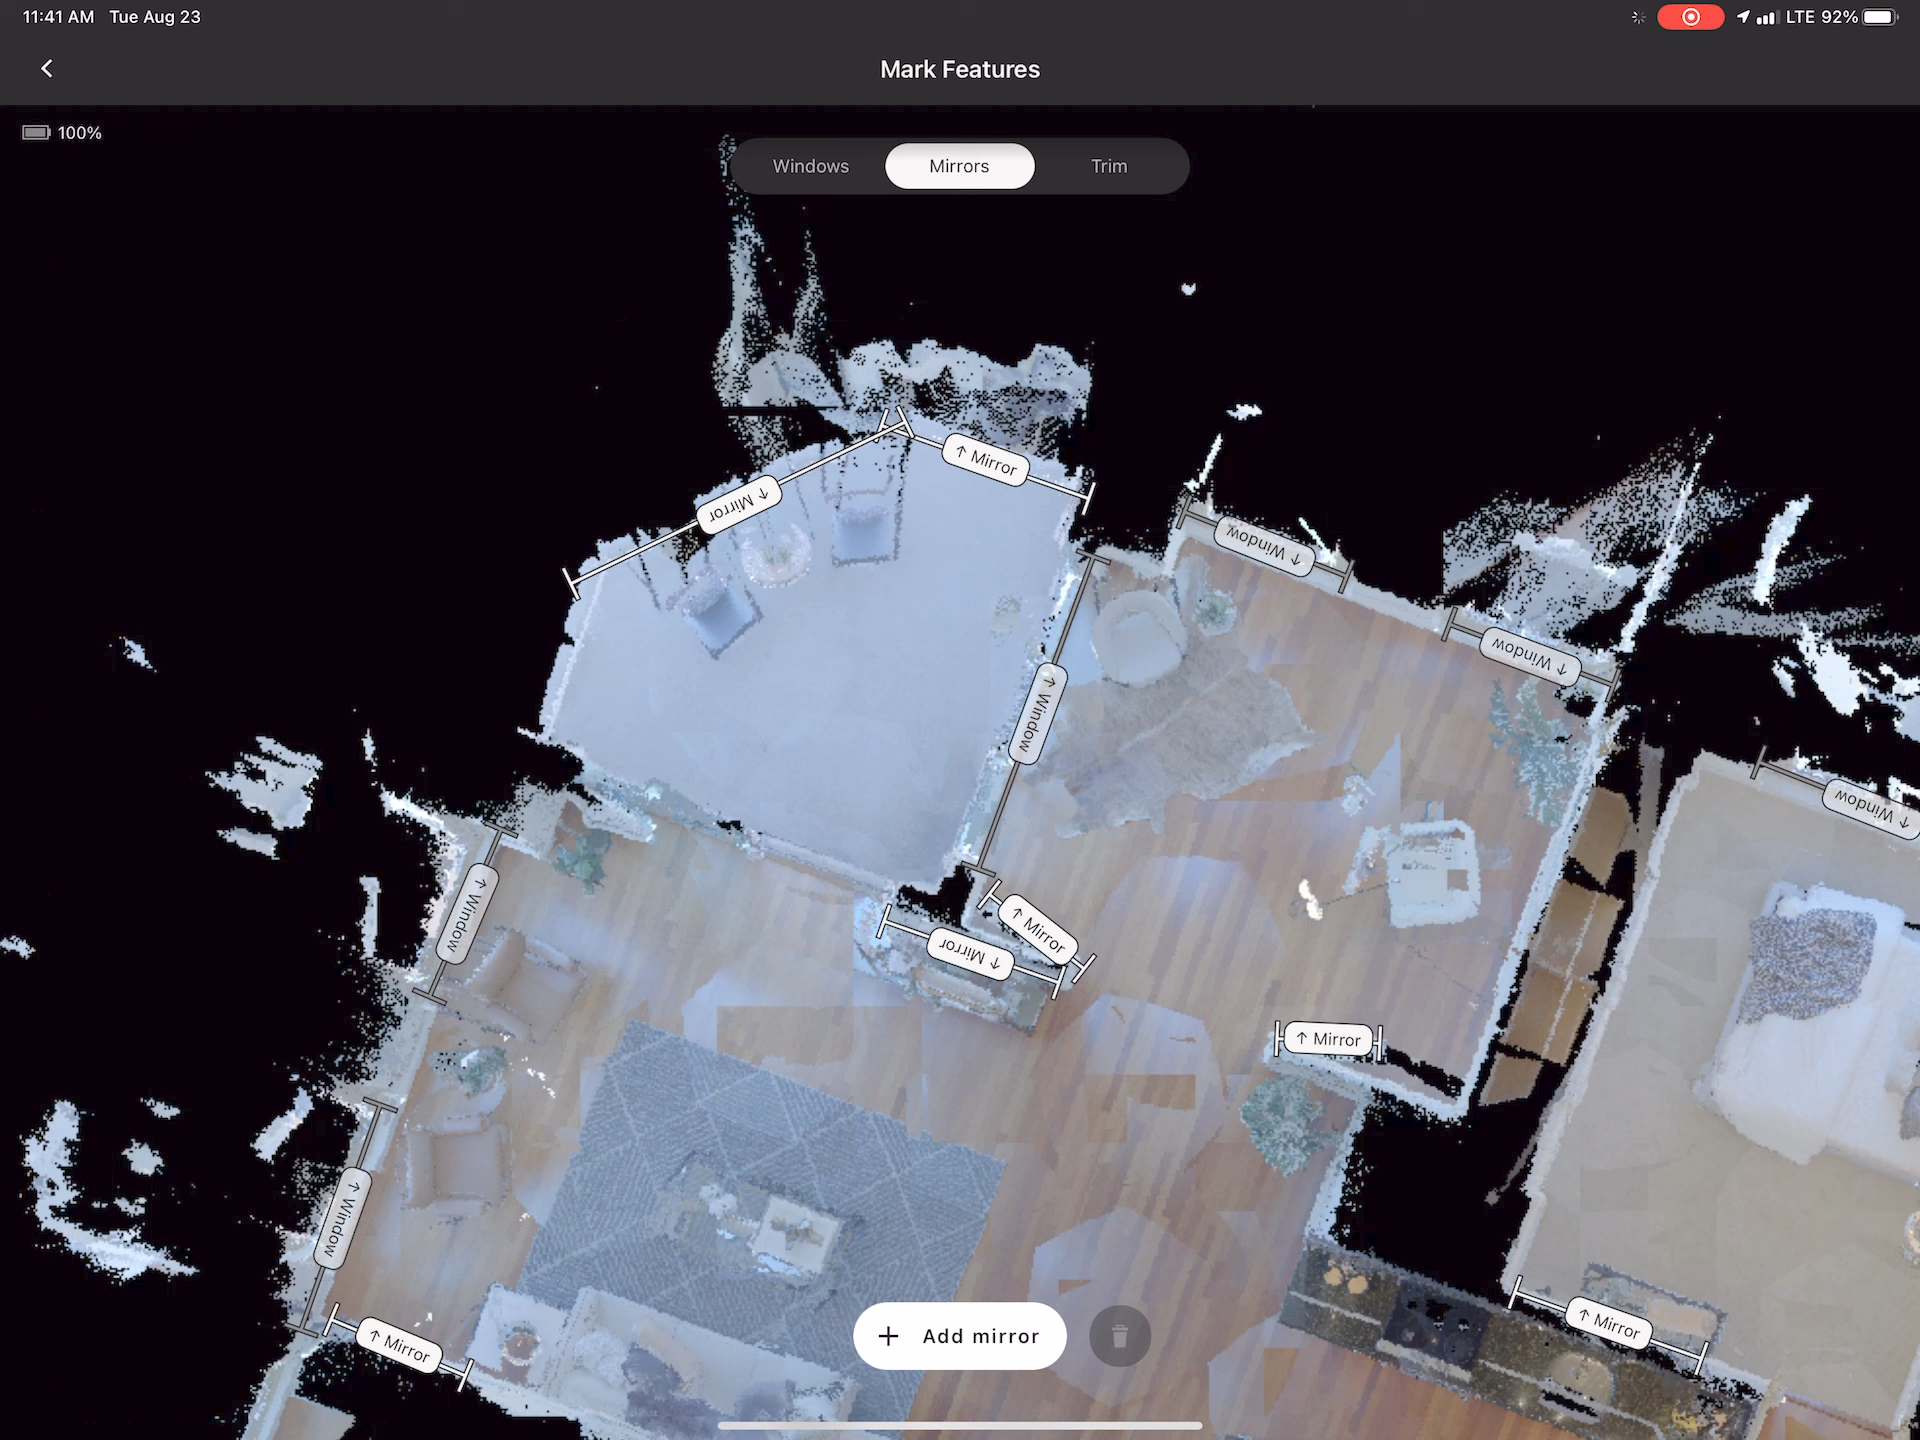 11:41 AM Tue Aug 23
LTE 92%
Mark Features
100%
Windows Mirrors Trim
↑ Mirror
↑ Mirror
↑ Window
↑ Window
↑ Window
↑ Window
↑ Window
↑ Mirror
↑ Mirror
↑ Mirror
↑ Window
↑ Mirror
↑ Mirror
+ Add mirror